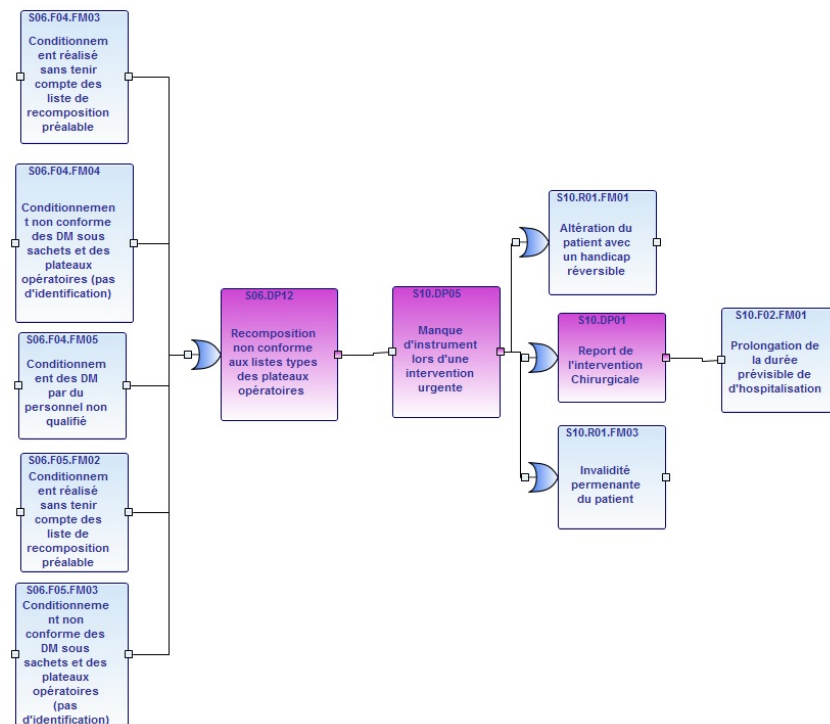 S06.F04.FM03
Conditionnem
ent réalisé
sans tenir
compte des
liste de
recomposition
préalable
S06.F04.FM04
Conditionnemen
t non conforme
des DM sous
sachets et des
plateaux
opératoires (pas
d'identification)
S06.F04.FM05
Conditionnem
ent des DM
par du
personnel non
qualifié
S06.F05.FM02
Conditionnem
ent réalisé
sans tenir
compte des
liste de
recomposition
préalable
S06.F05.FM03
Conditionneme
nt non
conforme des
DM sous
sachets et des
plateaux
opératoires
(pas
d'identification)
S06.DP12
Recomposition
non conforme
aux listes types
des plateaux
opératoires
S10.DP05
Manque
d'instrument
lors d'une
intervention
urgente
S10.R01.FM01
Altération du
patient avec
un handicap
réversible
S10.DP01
Report de
l'intervention
Chirurgicale
S10.R01.FM03
Invalidité
permenante
du patient
S10.F02.FM01
Prolongation de
la durée
prévisible de
d'hospitalisation